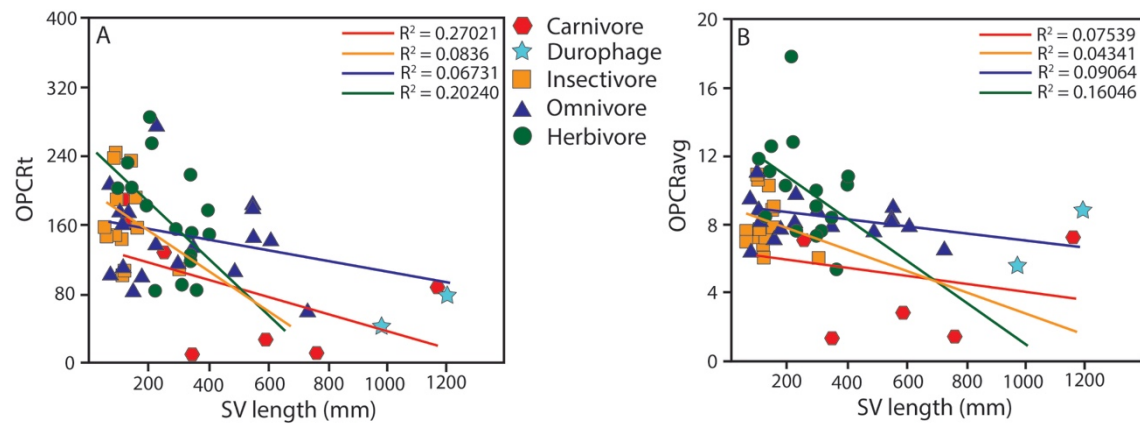 A
R² = 0.27021
R² = 0.0836
R² = 0.06731
R² = 0.20240
400
320
240
160
80
0
OPCRt
200
400
600
800
1000
1200
SV length (mm)
Carnivore
Durophage
Insectivore
Omnivore
Herbivore
B
R² = 0.07539
R² = 0.04341
R² = 0.09064
R² = 0.16046
20
16
12
8
4
0
OPCRavg
200
400
600
800
1000
1200
SV length (mm)